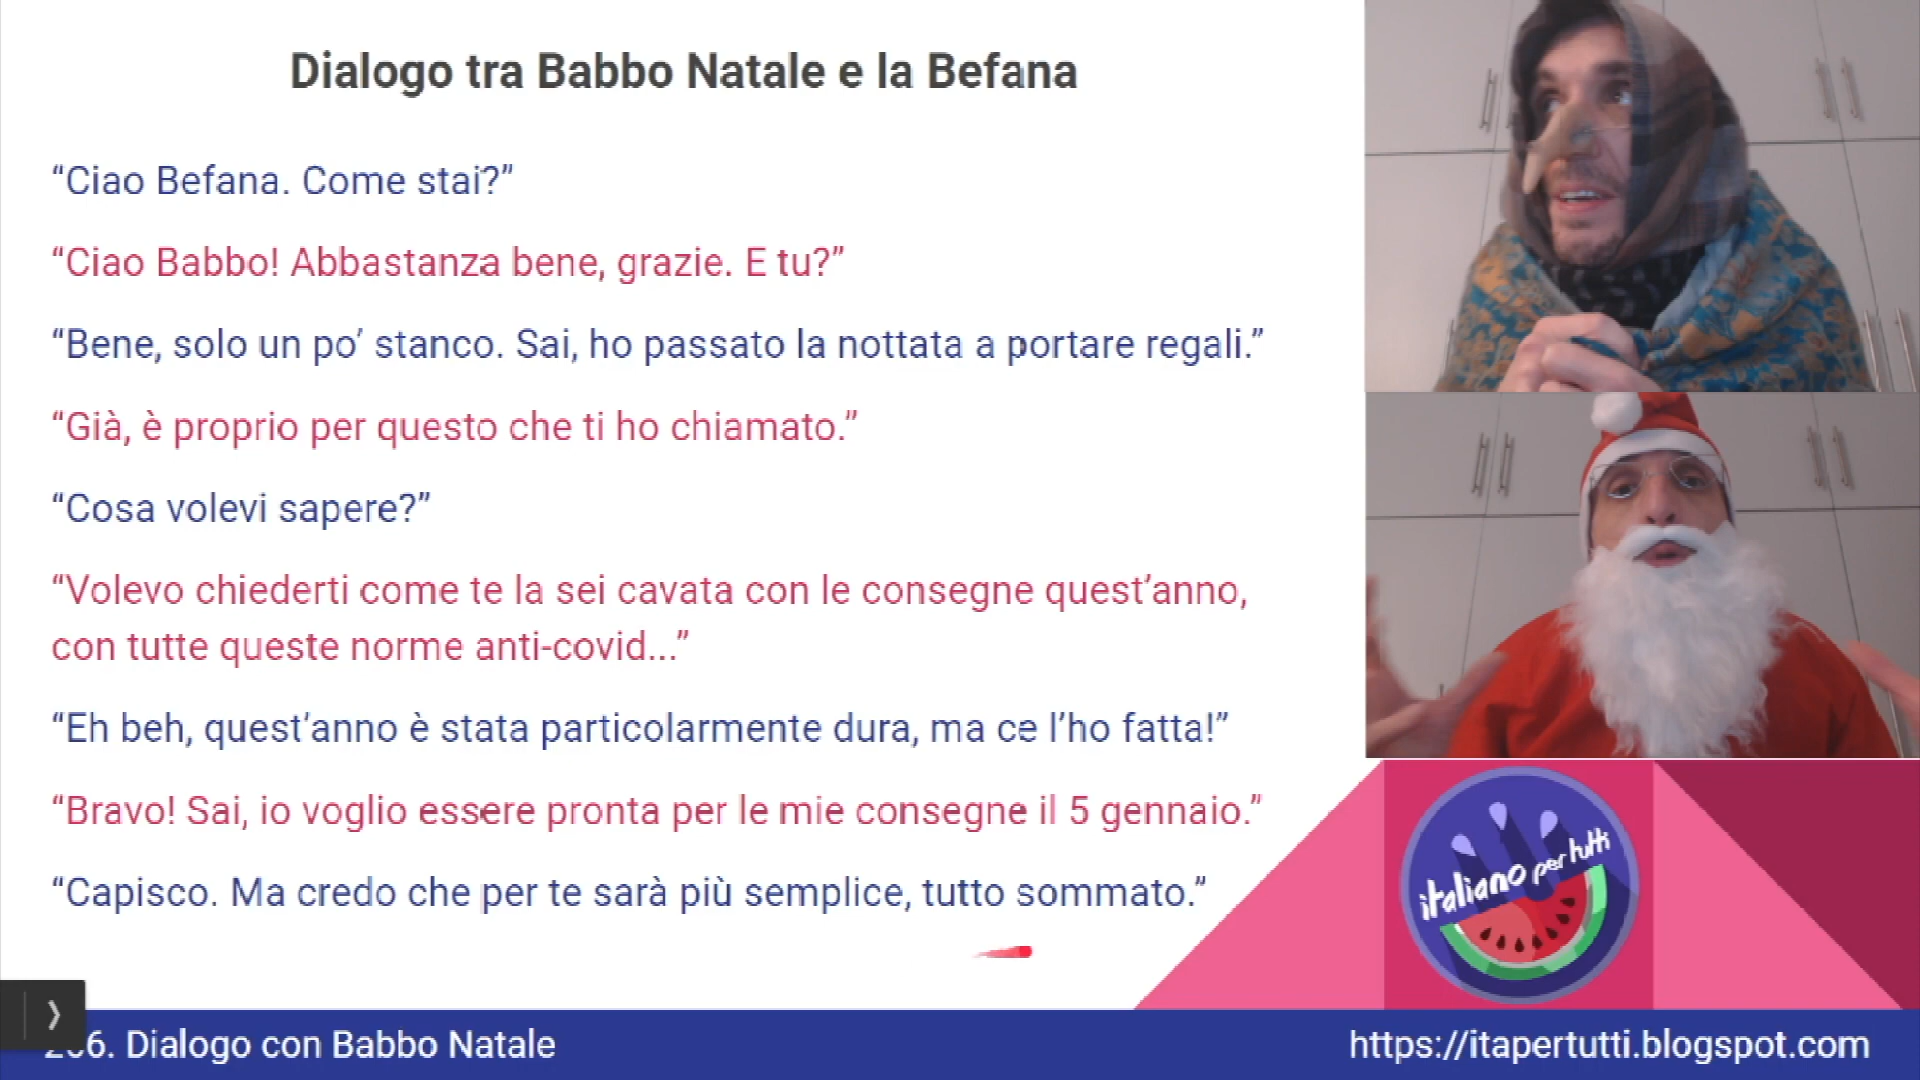 Dialogo tra Babbo Natale e la Befana
“Ciao Befana. Come stai?”
“Ciao Babbo! Abbastanza bene, grazie. E tu?”
“Bene, solo un po’ stanco. Sai, ho passato la nottata a portare regali.”
“Già, è proprio per questo che ti ho chiamato.”
“Cosa volevi sapere?”
“Volevo chiederti come te la sei cavata con le consegne quest’anno,
con tutte queste norme anti-covid...”
“Eh beh, quest’anno è stata particolarmente dura, ma ce l’ho fatta!”
“Bravo! Sai, io voglio essere pronta per le mie consegne il 5 gennaio.”
“Capisco. Ma credo che per te sarà più semplice, tutto sommato.”
italiano per tutti
Dialogo con Babbo Natale
https://itapertutti.blogspot.com